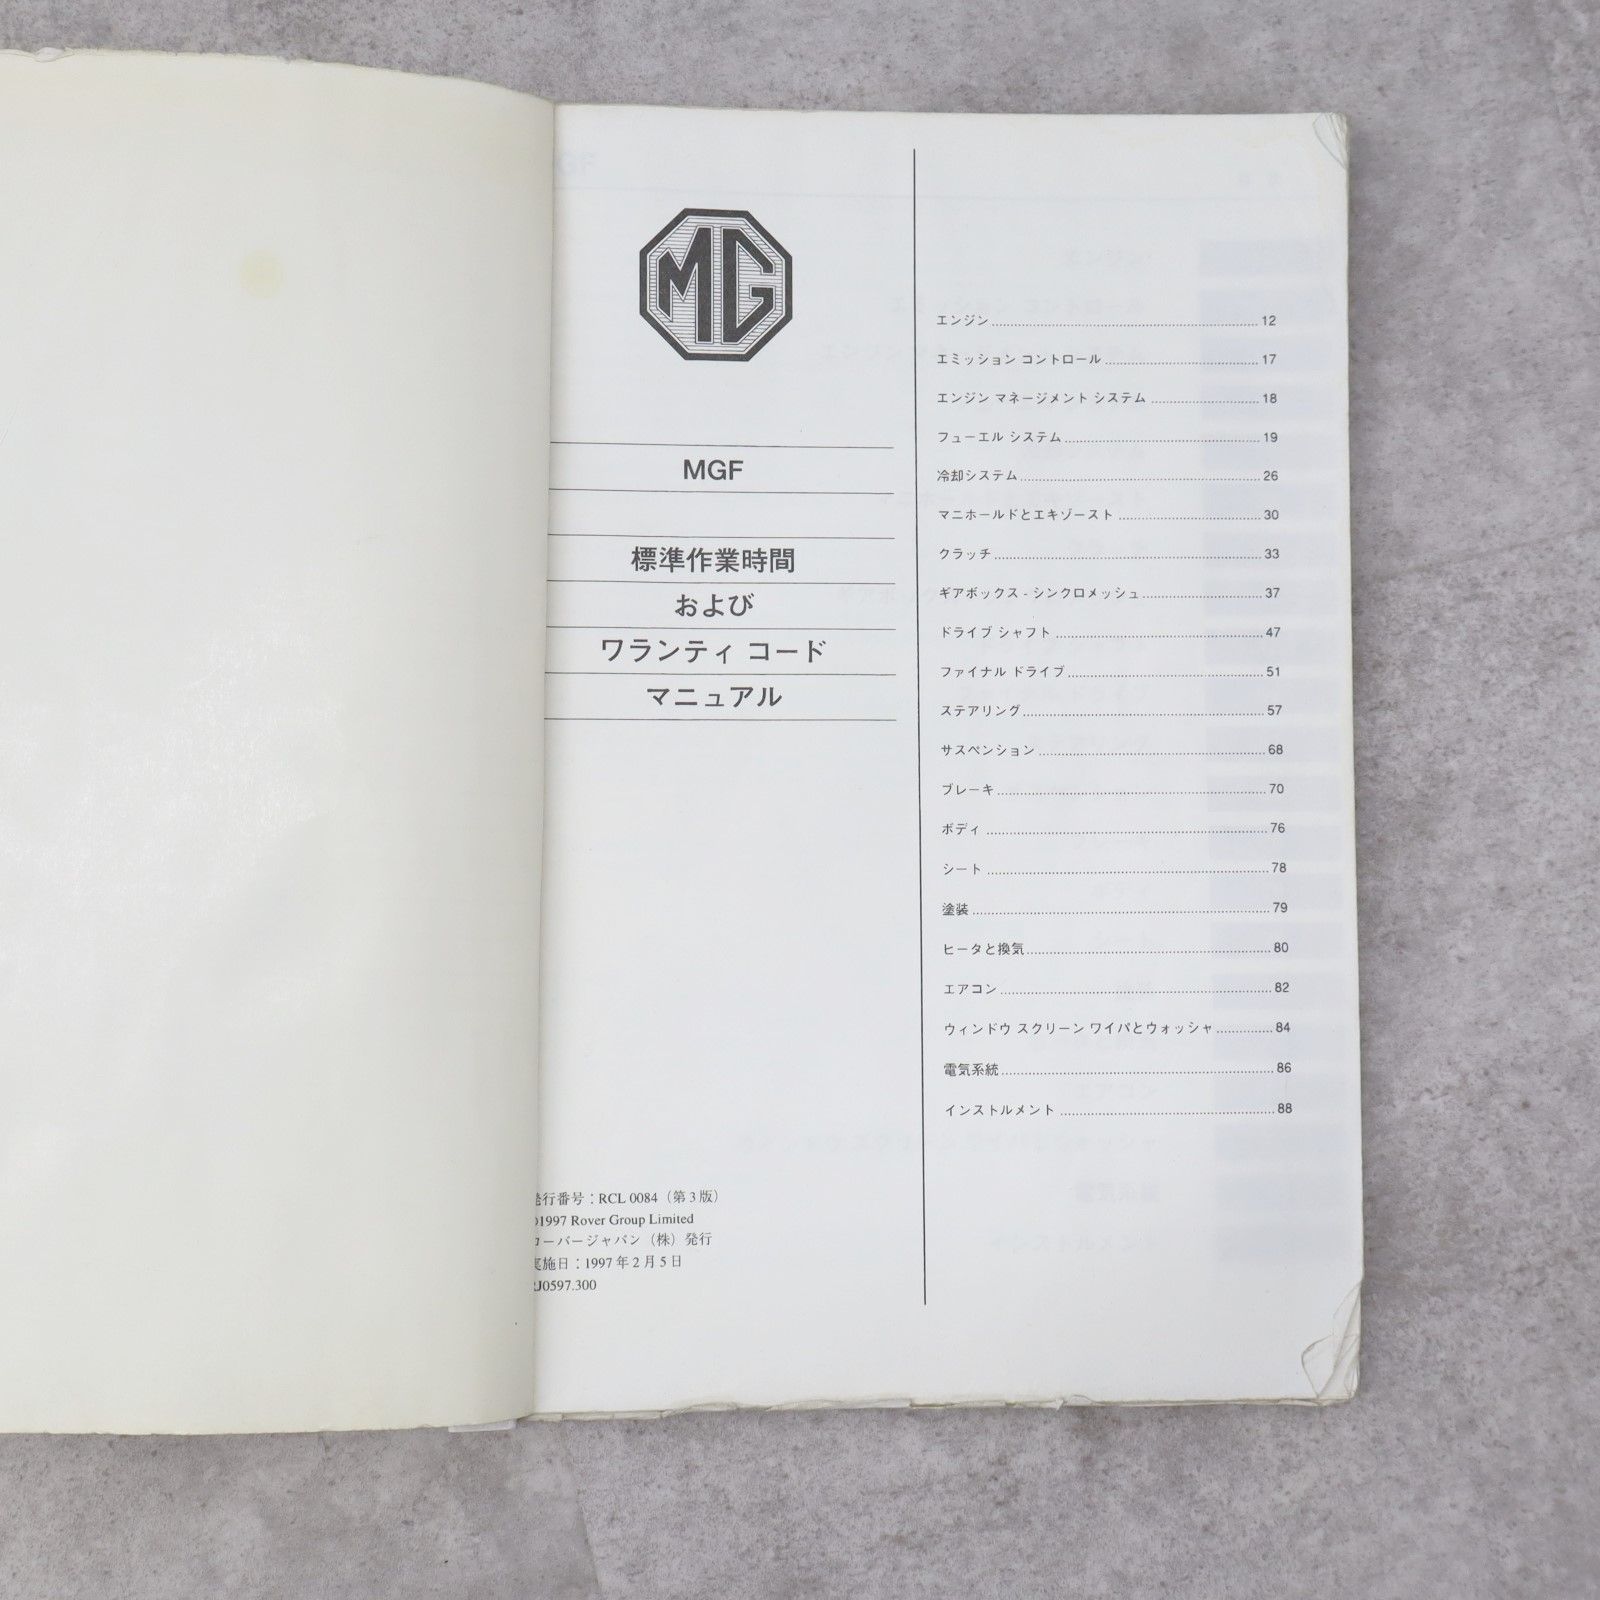 MG
MGF
標準作業時間
および
ワランティ コード
マニュアル
発行番号：RCL 0084（第3版）
©1997 Rover Group Limited
ローバージャパン（株）発行
実施日：1997年2月5日
RJ0597.300
エンジン 12
エミッション コントロール 17
エンジン マネージメント システム 18
フューエル システム 19
冷却システム 26
マニホールドとエキゾースト 30
クラッチ 33
ギアボックス - シンクロメッシュ 37
ドライブ シャフト 47
ファイナル ドライブ 51
ステアリング 57
サスペンション 68
ブレーキ 70
ボディ 76
シート 78
塗装 79
ヒータと換気 80
エアコン 82
ウィンドウ スクリーン ワイパとウォッシャ 84
電気系統 86
インストルメント 88